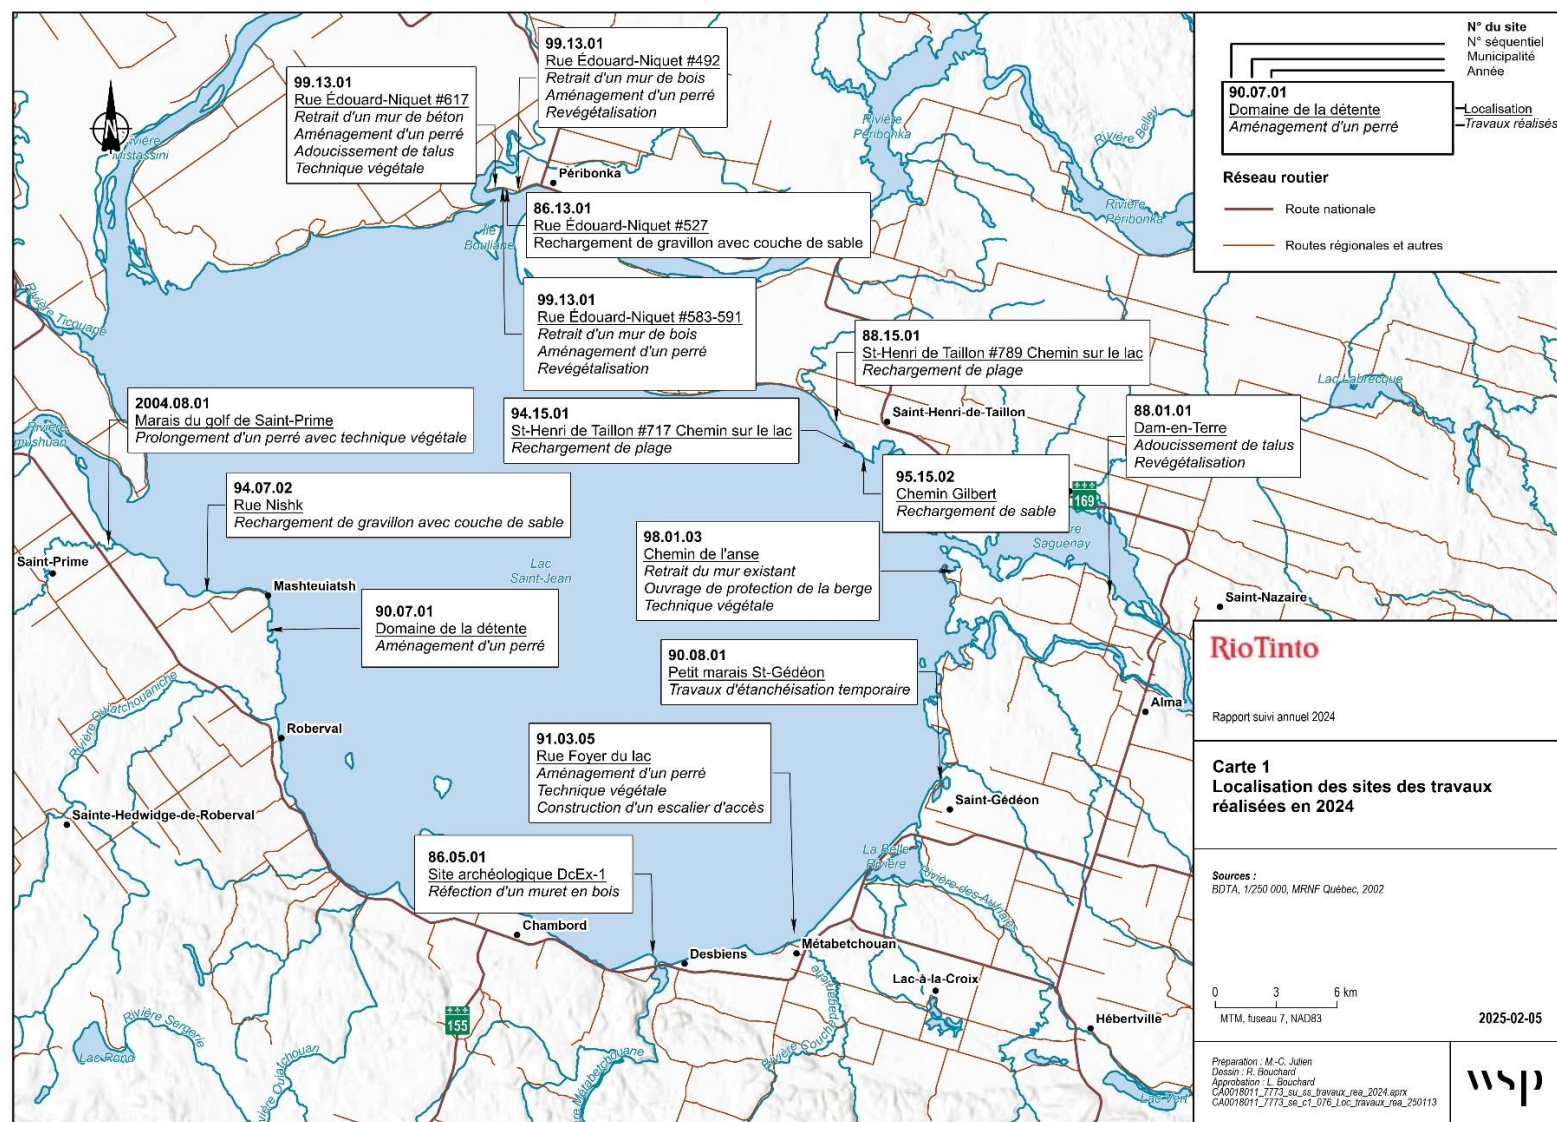 99.13.01
Rue Édouard-Niquet #492
Retrait d'un mur de bois
Aménagement d'un perré
Revégétalisation
99.13.01
Rue Édouard-Niquet #617
Retrait d'un mur de béton
Aménagement d'un perré
Adoucissement de talus
Technique végétale
Péribonka
86.13.01
Rue Édouard-Niquet #527
Rechargement de gravillon avec couche de sable
Île
Bouliane
99.13.01
Rue Édouard-Niquet #583-591
Retrait d'un mur de bois
Aménagement d'un perré
Revégétalisation
Rivière
Péribonka
Rivière Belley
Rivière
Péribonka
Mistassini
Rivière Ticouapé
88.15.01
St-Henri de Taillon #789 Chemin sur le lac
Rechargement de plage
Lac Labrecque
2004.08.01
Marais du golf de Saint-Prime
Prolongement d'un perré avec technique végétale
94.15.01
St-Henri de Taillon #717 Chemin sur le lac
Rechargement de plage
Saint-Henri-de-Taillon
88.01.01
Dam-en-Terre
Adoucissement de talus
Revégétalisation
95.15.02
Chemin Gilbert
Rechargement de sable
169
Saguenay
94.07.02
Rue Nishk
Rechargement de gravillon avec couche de sable
98.01.03
Chemin de l'anse
Retrait du mur existant
Ouvrage de protection de la berge
Technique végétale
Saint-Prime
Lac
Saint-Jean
Mashteuiatsh
Saint-Nazaire
90.07.01
Domaine de la détente
Aménagement d'un perré
90.08.01
Petit marais St-Gédéon
Travaux d'étanchéisation temporaire
Rivière Ouiatchouaniche
Roberval
Alma
91.03.05
Rue Foyer du lac
Aménagement d'un perré
Technique végétale
Construction d'un escalier d'accès
Sainte-Hedwidge-de-Roberval
Saint-Gédéon
86.05.01
Site archéologique DcEx-1
Réfection d'un muret en bois
La Belle
Rivière
Rivière des Aulnaies
Chambord
Desbiens
Métabetchouan
Lac-à-la-Croix
155
Hébertville
Rivière Sergerie
Lac Rond
Rivière Couchepaganiche
Lac Vert
N° du site
N° séquentiel
Municipalité
Année
90.07.01
Domaine de la détente
Aménagement d'un perré
Localisation
Travaux réalisés
Réseau routier
Route nationale
Routes régionales et autres
RioTinto
Rapport suivi annuel 2024
Carte 1
Localisation des sites des travaux
réalisées en 2024
Sources :
BDTA, 1/250 000, MRNF Québec, 2002
0 3 6 km
MTM, fuseau 7, NAD83
2025-02-05
Préparation : M.-C. Julien
Dessin : R. Bouchard
Approbation : L. Bouchard
CA0018011_7773_su_ss_travaux_rea_2024.aprx
CA0018011_7773_se_c1_076_Loc_travaux_rea_250113
wsp